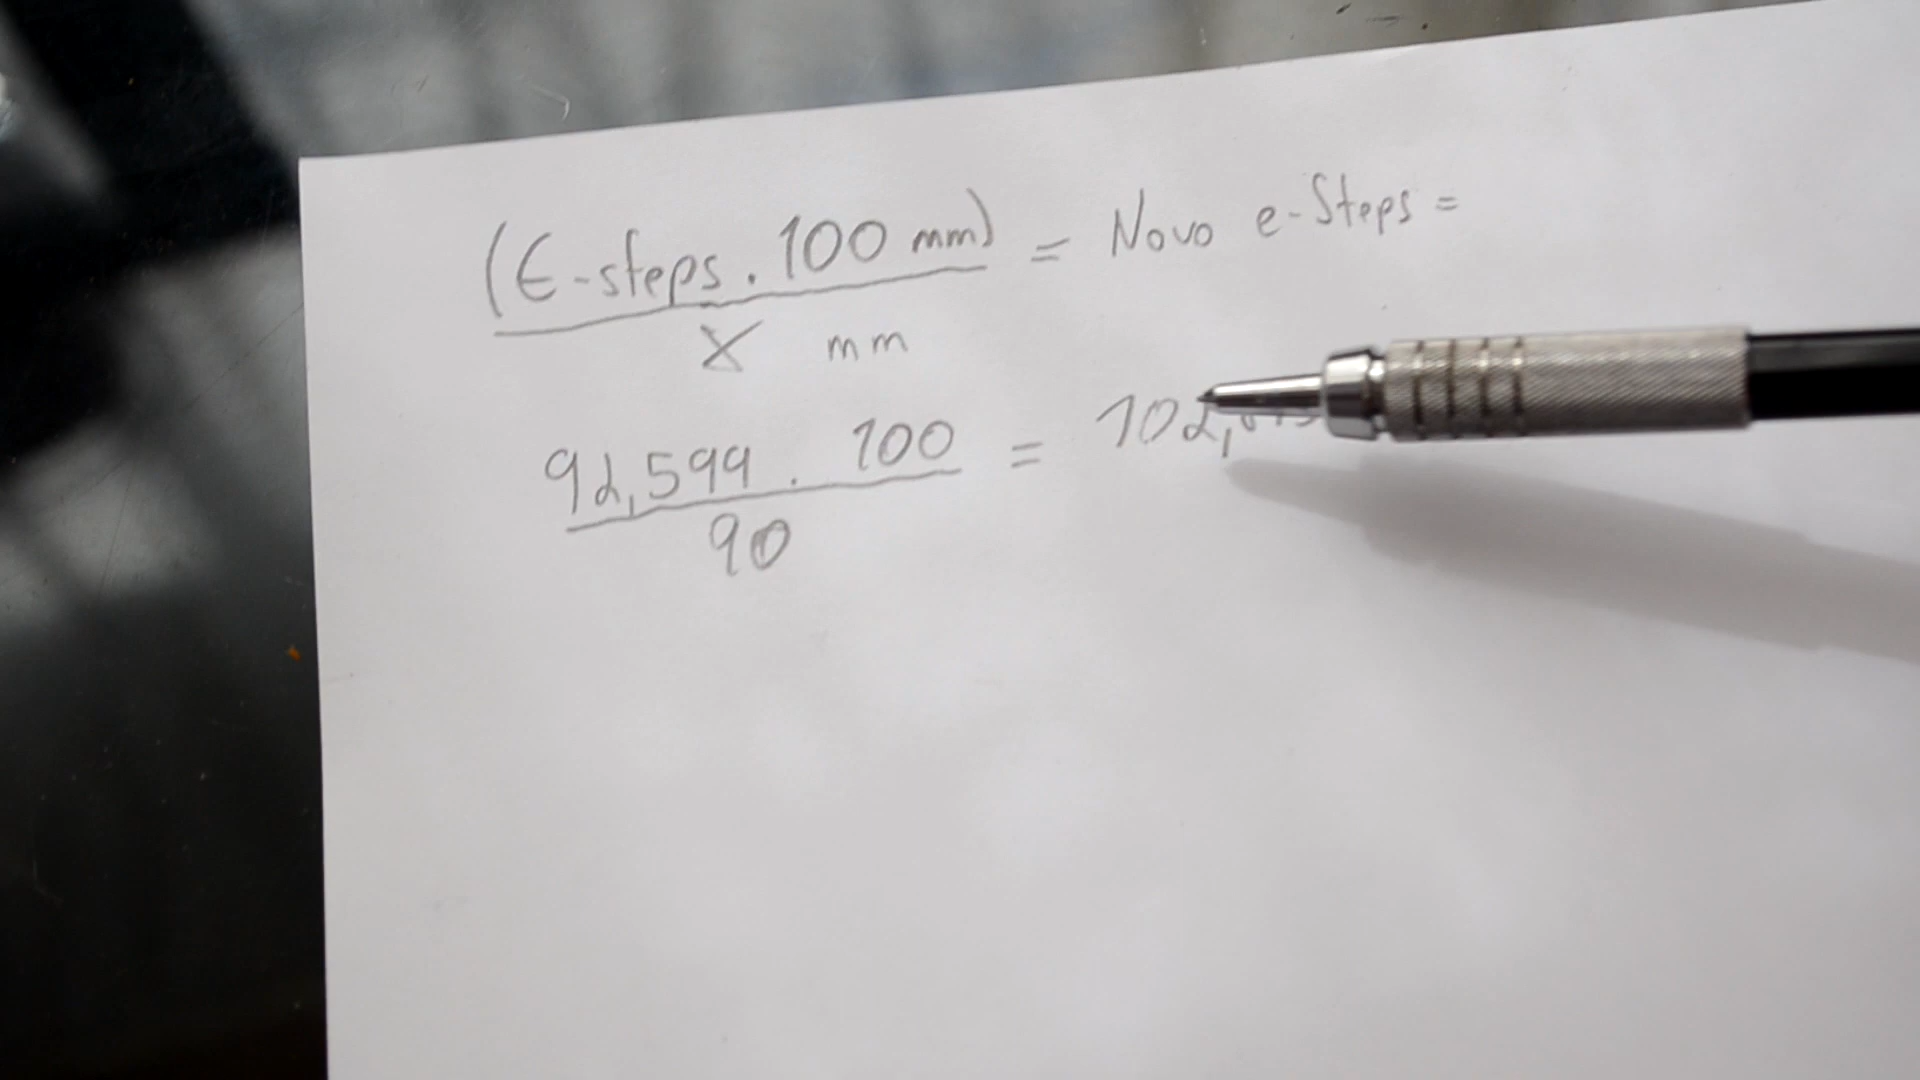 (E-steps . 100 mm) = Novo e-Steps =
X mm
92,599 . 100 = 102,
90